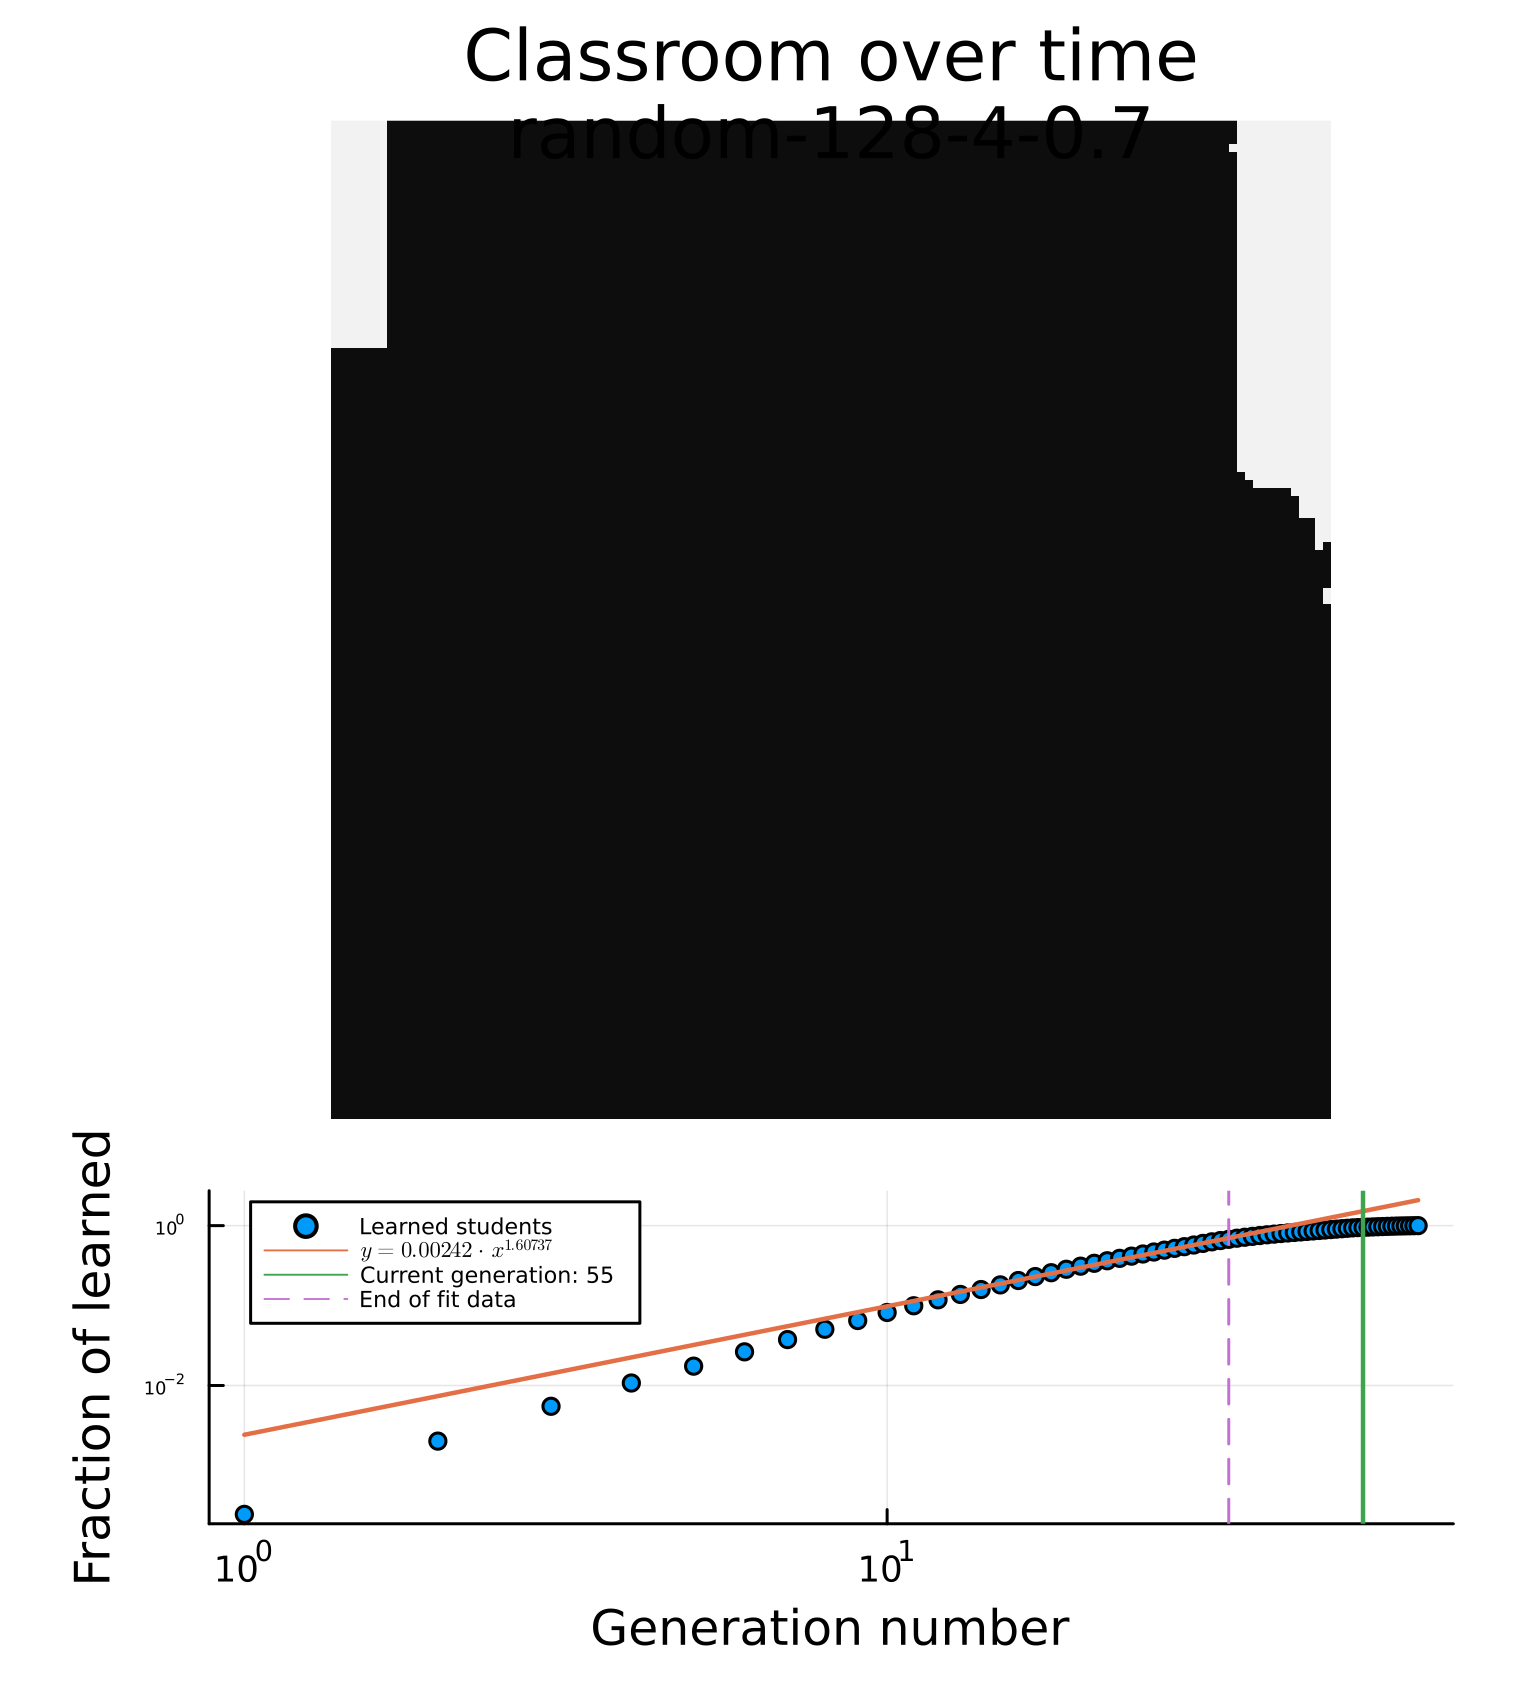 Classroom over time
random-128-4-0.7
Fraction of learned
10^0
10^-2
Learned students
y = 0.00242 · x^1.60737
Current generation: 55
End of fit data
10^0
10^1
Generation number